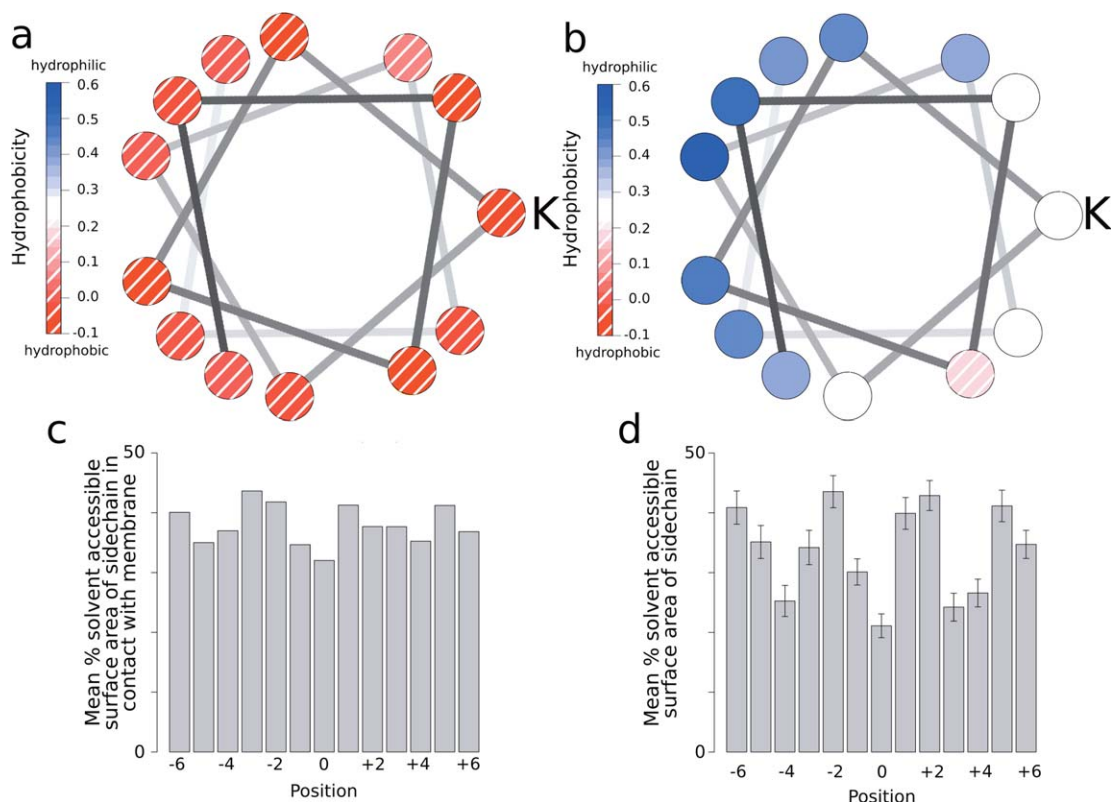 a
hydrophilic
Hydrophobicity
0.6
0.5
0.4
0.3
0.2
0.1
0.0
-0.1
hydrophobic
K
b
hydrophilic
Hydrophobicity
0.6
0.5
0.4
0.3
0.2
0.1
0.0
-0.1
hydrophobic
K
c
Mean % solvent accessible
surface area of sidechain in
contact with membrane
50
0
-6 -4 -2 0 +2 +4 +6
Position
d
Mean % solvent accessible
surface area of sidechain
50
0
-6 -4 -2 0 +2 +4 +6
Position